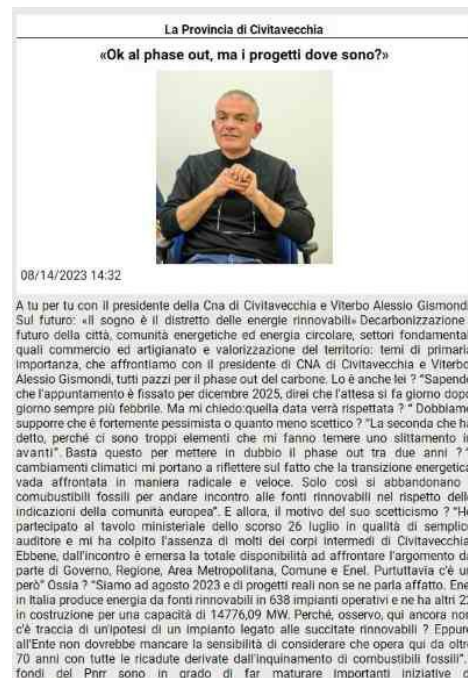 La Provincia di Civitavecchia
«Ok al phase out, ma i progetti dove sono?»
08/14/2023 14:32
A tu per tu con il presidente della Cna di Civitavecchia e Viterbo Alessio Gismondi.
Sul futuro: «Il sogno è il distretto delle energie rinnovabili» Decarbonizzazione,
futuro della città, comunità energetiche ed energia circolare, settori fondamentali
quali commercio ed artigianato e valorizzazione del territorio: temi di primaria
importanza, che affrontiamo con il presidente di CNA di Civitavecchia e Viterbo,
Alessio Gismondi, tutti pazzi per il phase out del carbone. Lo è anche lei ? "Sapendo
che l'appuntamento è fissato per dicembre 2025, direi che l'attesa si fa giorno dopo
giorno sempre più febbrile. Ma mi chiedo:quella data verrà rispettata ? " Dobbiamo
supporre che è fortemente pessimista o quanto meno scettico ? "La seconda che ha
detto, perché ci sono troppi elementi che mi fanno temere uno slittamento in
avanti". Basta questo per mettere in dubbio il phase out tra due anni ? "I
cambiamenti climatici mi portano a riflettere sul fatto che la transizione energetica
vada affrontata in maniera radicale e veloce. Solo così si abbandonano i
comubustibili fossili per andare incontro alle fonti rinnovabili nel rispetto delle
indicazioni della comunità europea". E allora, il motivo del suo scetticismo ? "Ho
partecipato al tavolo ministeriale dello scorso 26 luglio in qualità di semplice
auditore e mi ha colpito l'assenza di molti dei corpi intermedi di Civitavecchia.
Ebbene, dall'incontro è emersa la totale disponibilità ad affrontare l'argomento da
parte di Governo, Regione, Area Metropolitana, Comune e Enel. Purtuttavia c'è un
però" Ossia ? "Siamo ad agosto 2023 e di progetti reali non se ne parla affatto. Enel
in Italia produce energia da fonti rinnovabili in 638 impianti operativi e ne ha altri 22
in costruzione per una capacità di 14776,09 MW. Perché, osservo, qui ancora non
c'è traccia di un'ipotesi di un impianto legato alle succitate rinnovabili ? Eppure
all'Ente non dovrebbe mancare la sensibilità di considerare che opera qui da oltre
70 anni con tutte le ricadute derivate dall'inquinamento di combustibili fossili". I
fondi del Pnrr sono in grado di far maturare importanti iniziative e